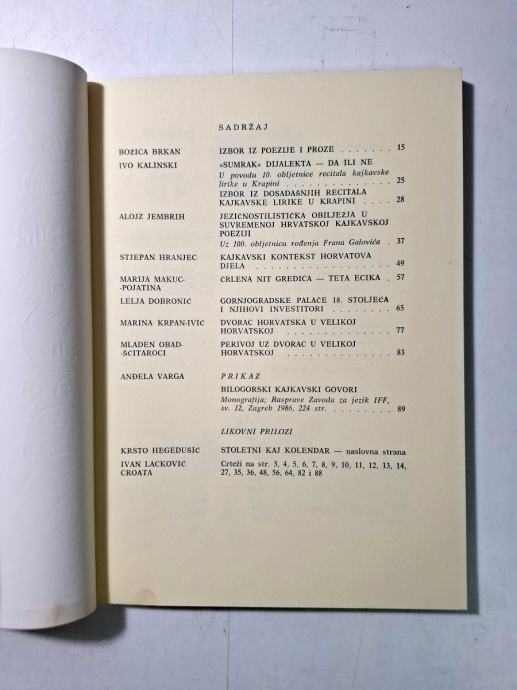 SADRŽAJ
BOŽICA BRKAN IZBOR IZ POEZIJE I PROZE . . . . . . . 15
IVO KALINSKI »SUMRAK« DIJALEKTA — DA ILI NE
U povodu 10. obljetnice recitala kajkavske
lirike u Krapini . . . . . . . . . . . . 25
IZBOR IZ DOSADAŠNJIH RECITALA
KAJKAVSKE LIRIKE U KRAPINI . . . . 28
ALOJZ JEMBRIH JEZIČNOSTILISTIČKA OBILJEŽJA U
SUVREMENOJ HRVATSKOJ KAJKAVSKOJ
POEZIJI
Uz 100. obljetnicu rođenja Frana Galovića . 37
STJEPAN HRANJEC KAJKAVSKI KONTEKST HORVATOVA
DJELA . . . . . . . . . . . . . . . . 49
MARIJA MAKUC- CRLENA NIT GREDICA — TETA ECIKA . 57
-POJATINA
LELJA DOBRONIĆ GORNJOGRADSKE PALAČE 18. STOLJEĆA
I NJIHOVI INVESTITORI . . . . . . . . 65
MARINA KRPAN-IVIĆ DVORAC HORVATSKA U VELIKOJ
HORVATSKOJ . . . . . . . . . . . . 77
MLADEN OBAD- PERIVOJ UZ DVORAC U VELIKOJ
-ŠĆITAROCI HORVATSKOJ . . . . . . . . . . . . 83
ANĐELA VARGA PRIKAZ
BILOGORSKI KAJKAVSKI GOVORI
Monografija; Rasprave Zavoda za jezik IFF,
sv. 12, Zagreb 1986, 224 str. . . . . . . . . 89
LIKOVNI PRILOZI
KRSTO HEGEDUŠIĆ STOLETNI KAJ KOLENDAR — naslovna strana
IVAN LACKOVIĆ Crteži na str. 3, 4, 5, 6, 7, 8, 9, 10, 11, 12, 13, 14,
CROATA 27, 35, 36, 48, 56, 64, 82 i 88